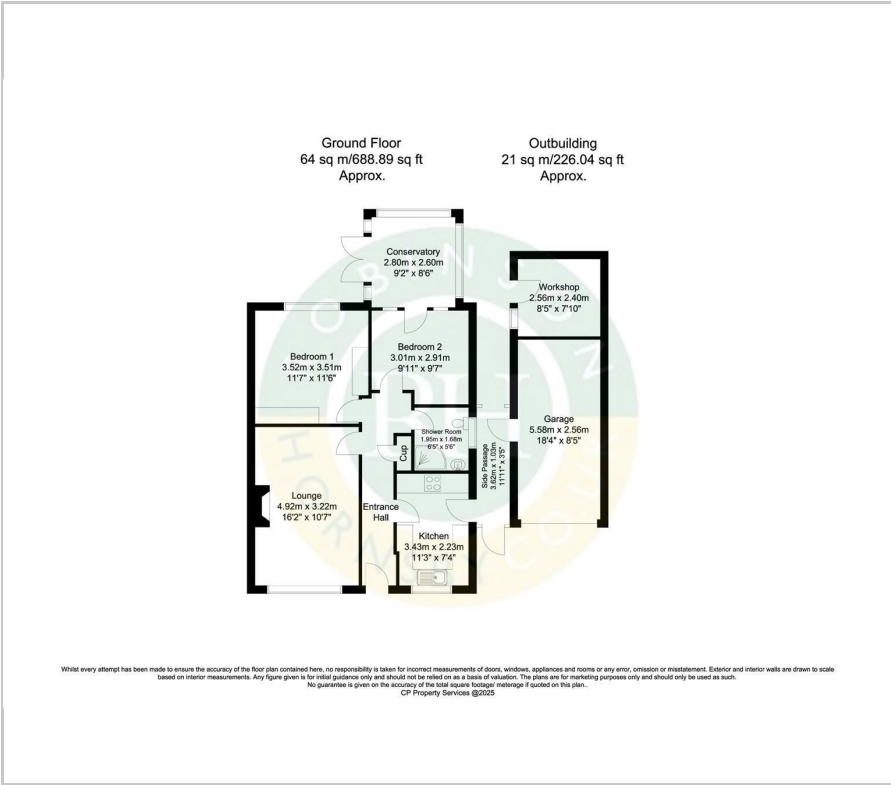 Ground Floor
64 sq m/688.89 sq ft
Approx.
Outbuilding
21 sq m/226.04 sq ft
Approx.
Conservatory
2.80m x 2.60m
9'2" x 8'6"
Workshop
2.56m x 2.40m
8'5" x 7'10"
Bedroom 1
3.52m x 3.51m
11'7" x 11'6"
Bedroom 2
3.01m x 2.91m
9'11" x 9'7"
Shower Room
1.95m x 1.68m
6'5" x 5'6"
Cup
Side Passage
3.62m x 1.03m
11'11" x 3'5"
Garage
5.58m x 2.56m
18'4" x 8'5"
Lounge
4.92m x 3.22m
16'2" x 10'7"
Entrance
Hall
Kitchen
3.43m x 2.23m
11'3" x 7'4"
Whilst every attempt has been made to ensure the accuracy of the floor plan contained here, no responsibility is taken for incorrect measurements of doors, windows, appliances and rooms or any error, omission or misstatement. Exterior and interior walls are drawn to scale
based on interior measurements. Any figure given is for initial guidance only and should not be relied on as a basis of valuation. The plans are for marketing purposes only and should only be used as such.
No guarantee is given on the accuracy of the total square footage/ meterage if quoted on this plan..
CP Property Services @2025